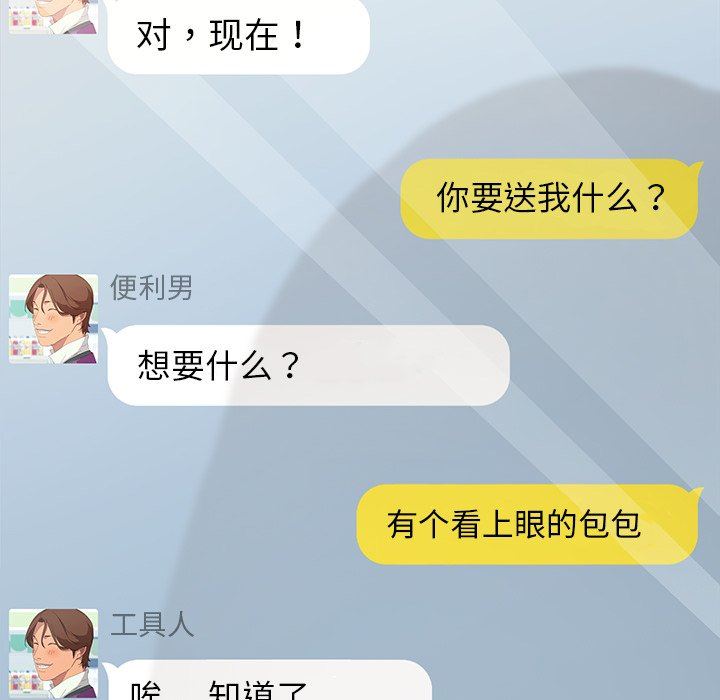 对，现在！
你要送我什么？
便利男
想要什么？
有个看上眼的包包
工具人
唉 知道了